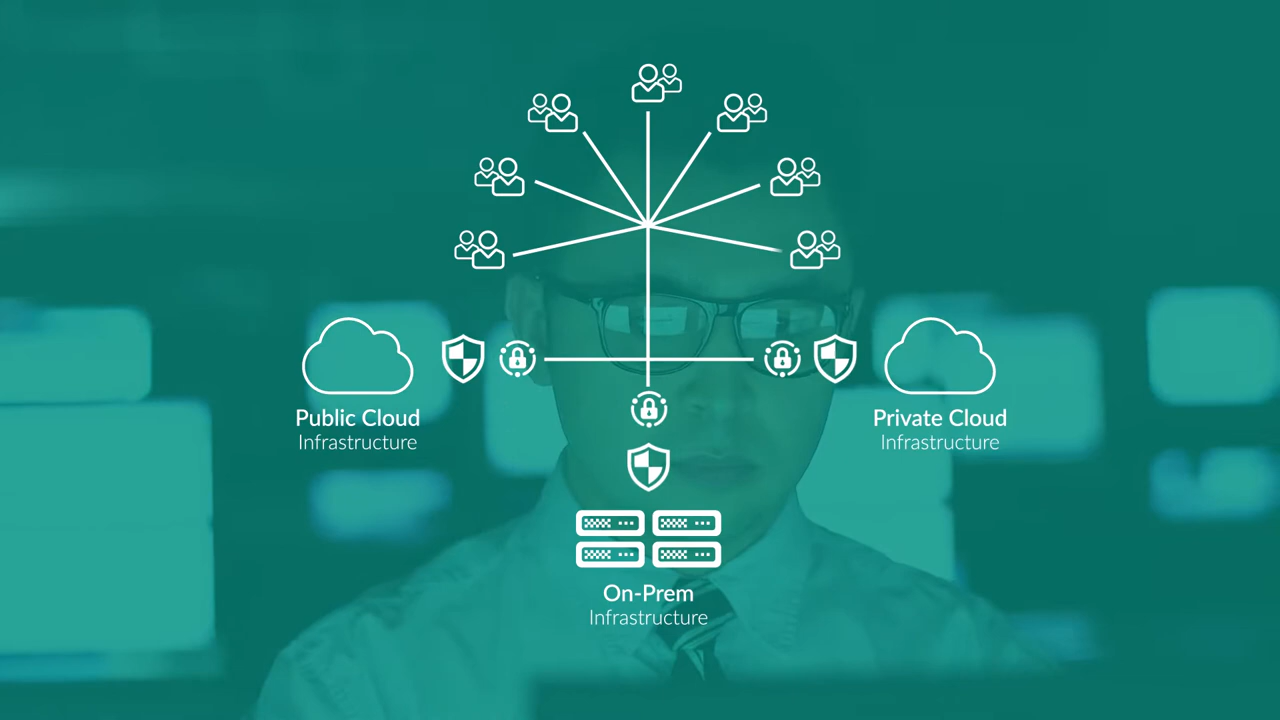 Public Cloud
Infrastructure
Private Cloud
Infrastructure
On-Prem
Infrastructure